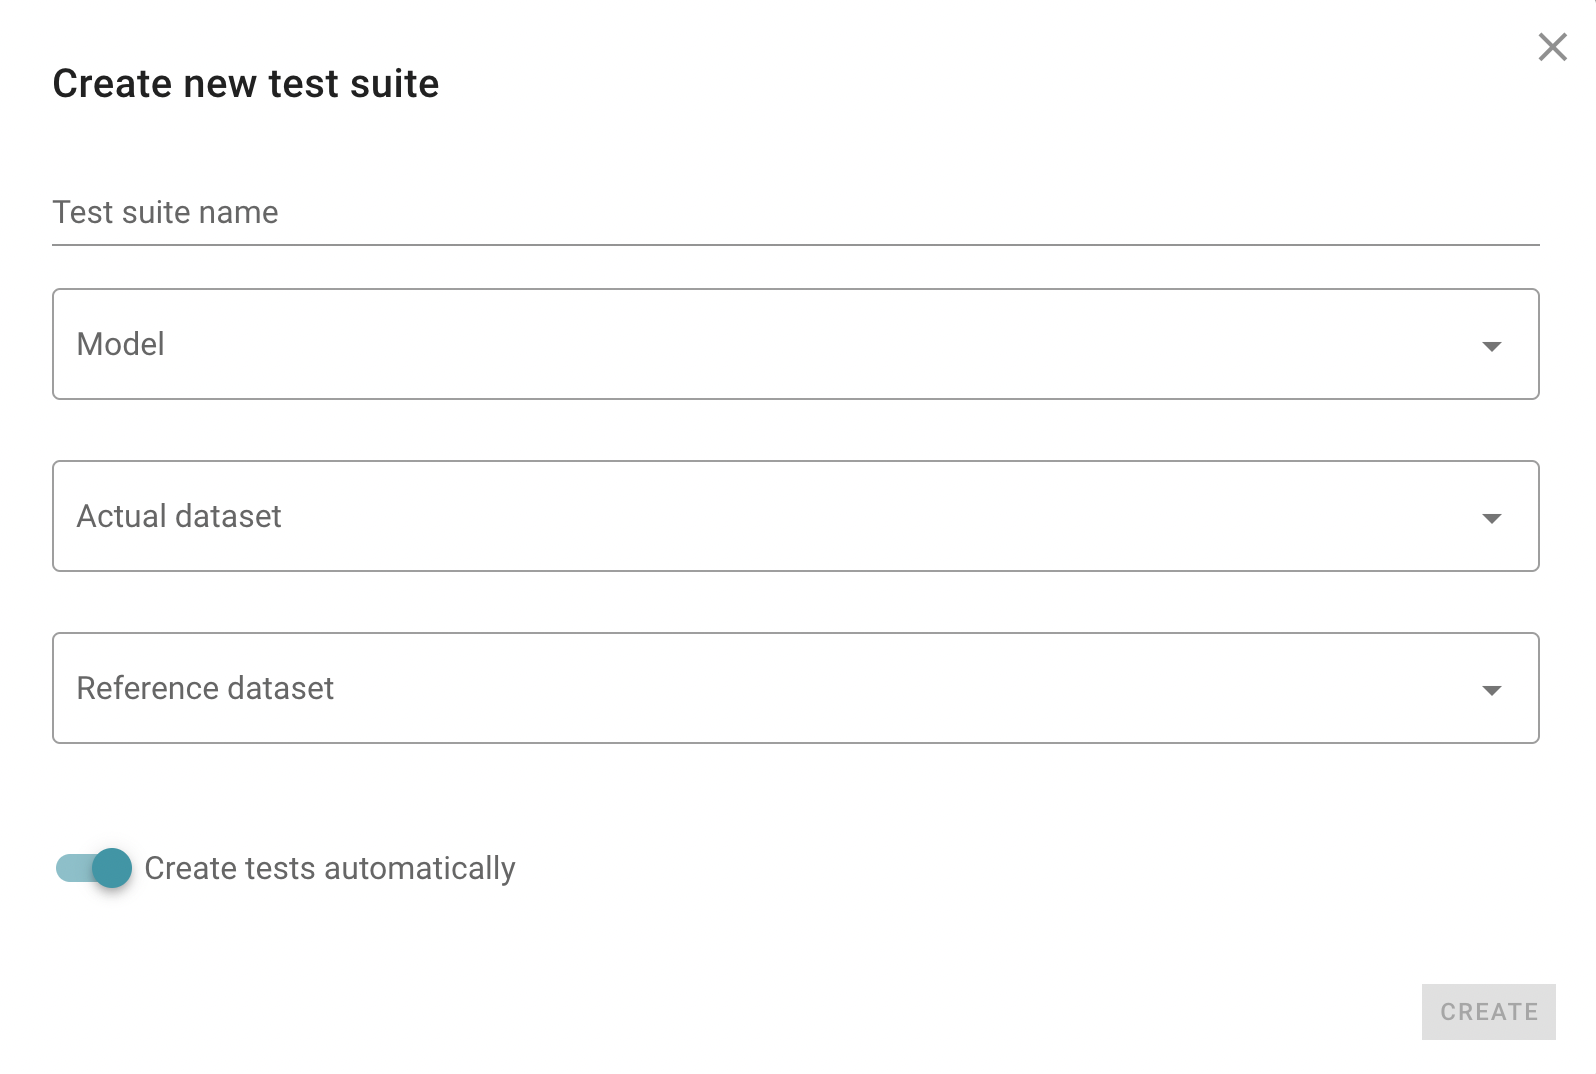 Create new test suite
Test suite name
Model
Actual dataset
Reference dataset
Create tests automatically
CREATE